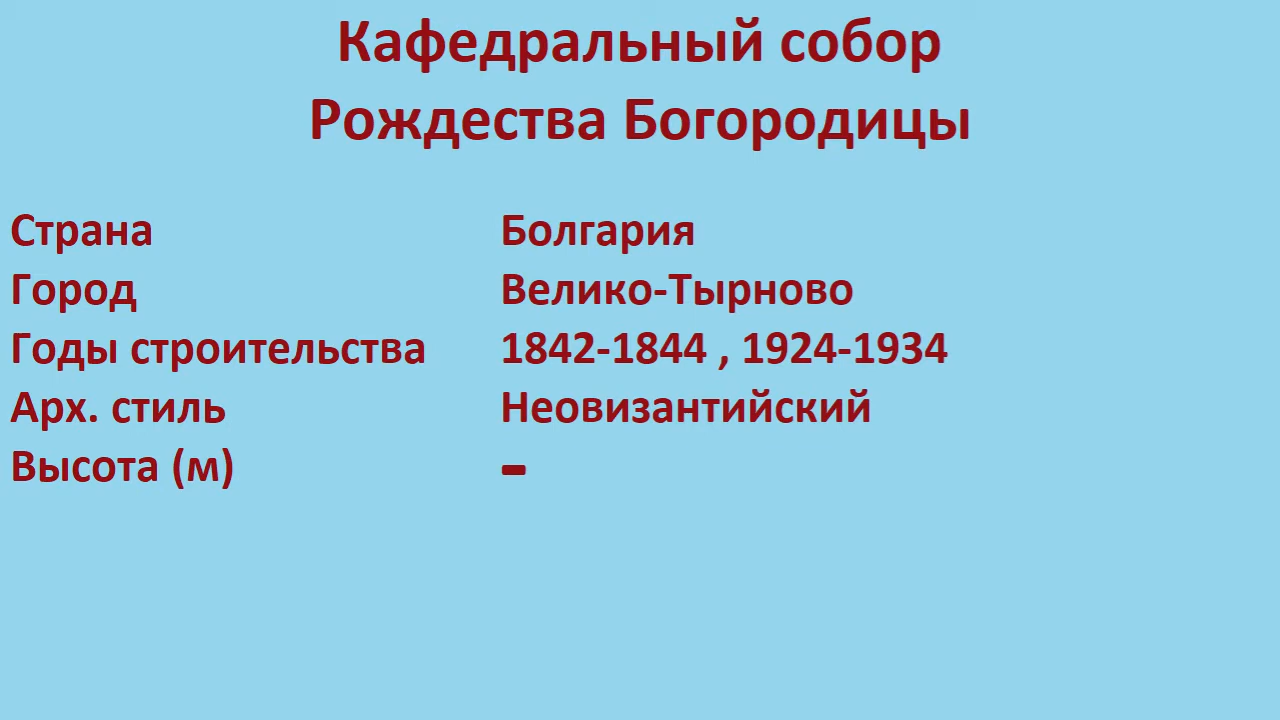 Кафедральный собор
Рождества Богородицы
Страна Болгария
Город Велико-Тырново
Годы строительства 1842-1844 , 1924-1934
Арх. стиль Неовизантийский
Высота (м) -